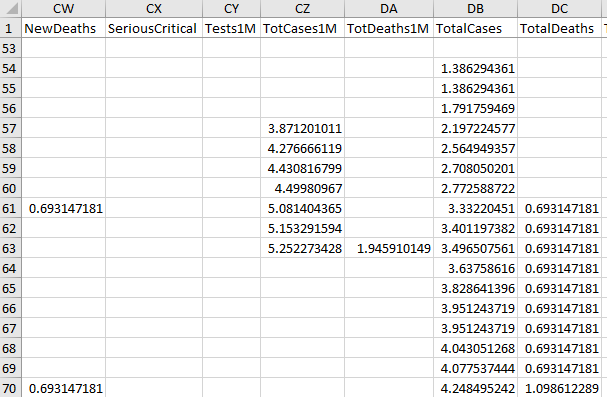 CW CX CY CZ DA DB DC
1 NewDeaths SeriousCritical Tests1M TotCases1M TotDeaths1M TotalCases TotalDeaths
53
54 1.386294361
55 1.386294361
56 1.791759469
57 3.871201011 2.197224577
58 4.276666119 2.564949357
59 4.430816799 2.708050201
60 4.49980967 2.772588722
61 0.693147181 5.081404365 3.33220451 0.693147181
62 5.153291594 3.401197382 0.693147181
63 5.252273428 1.945910149 3.496507561 0.693147181
64 3.63758616 0.693147181
65 3.828641396 0.693147181
66 3.951243719 0.693147181
67 3.951243719 0.693147181
68 4.043051268 0.693147181
69 4.077537444 0.693147181
70 0.693147181 4.248495242 1.098612289